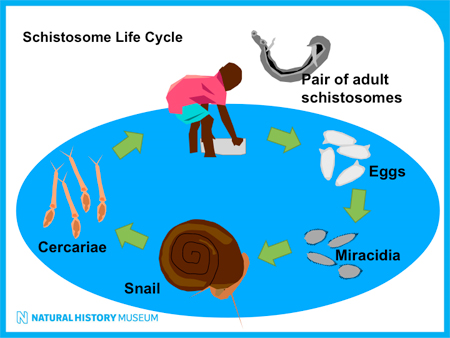 Schistosome Life Cycle
Pair of adult
schistosomes
Eggs
Miracidia
Snail
Cercariae
N NATURAL HISTORY MUSEUM